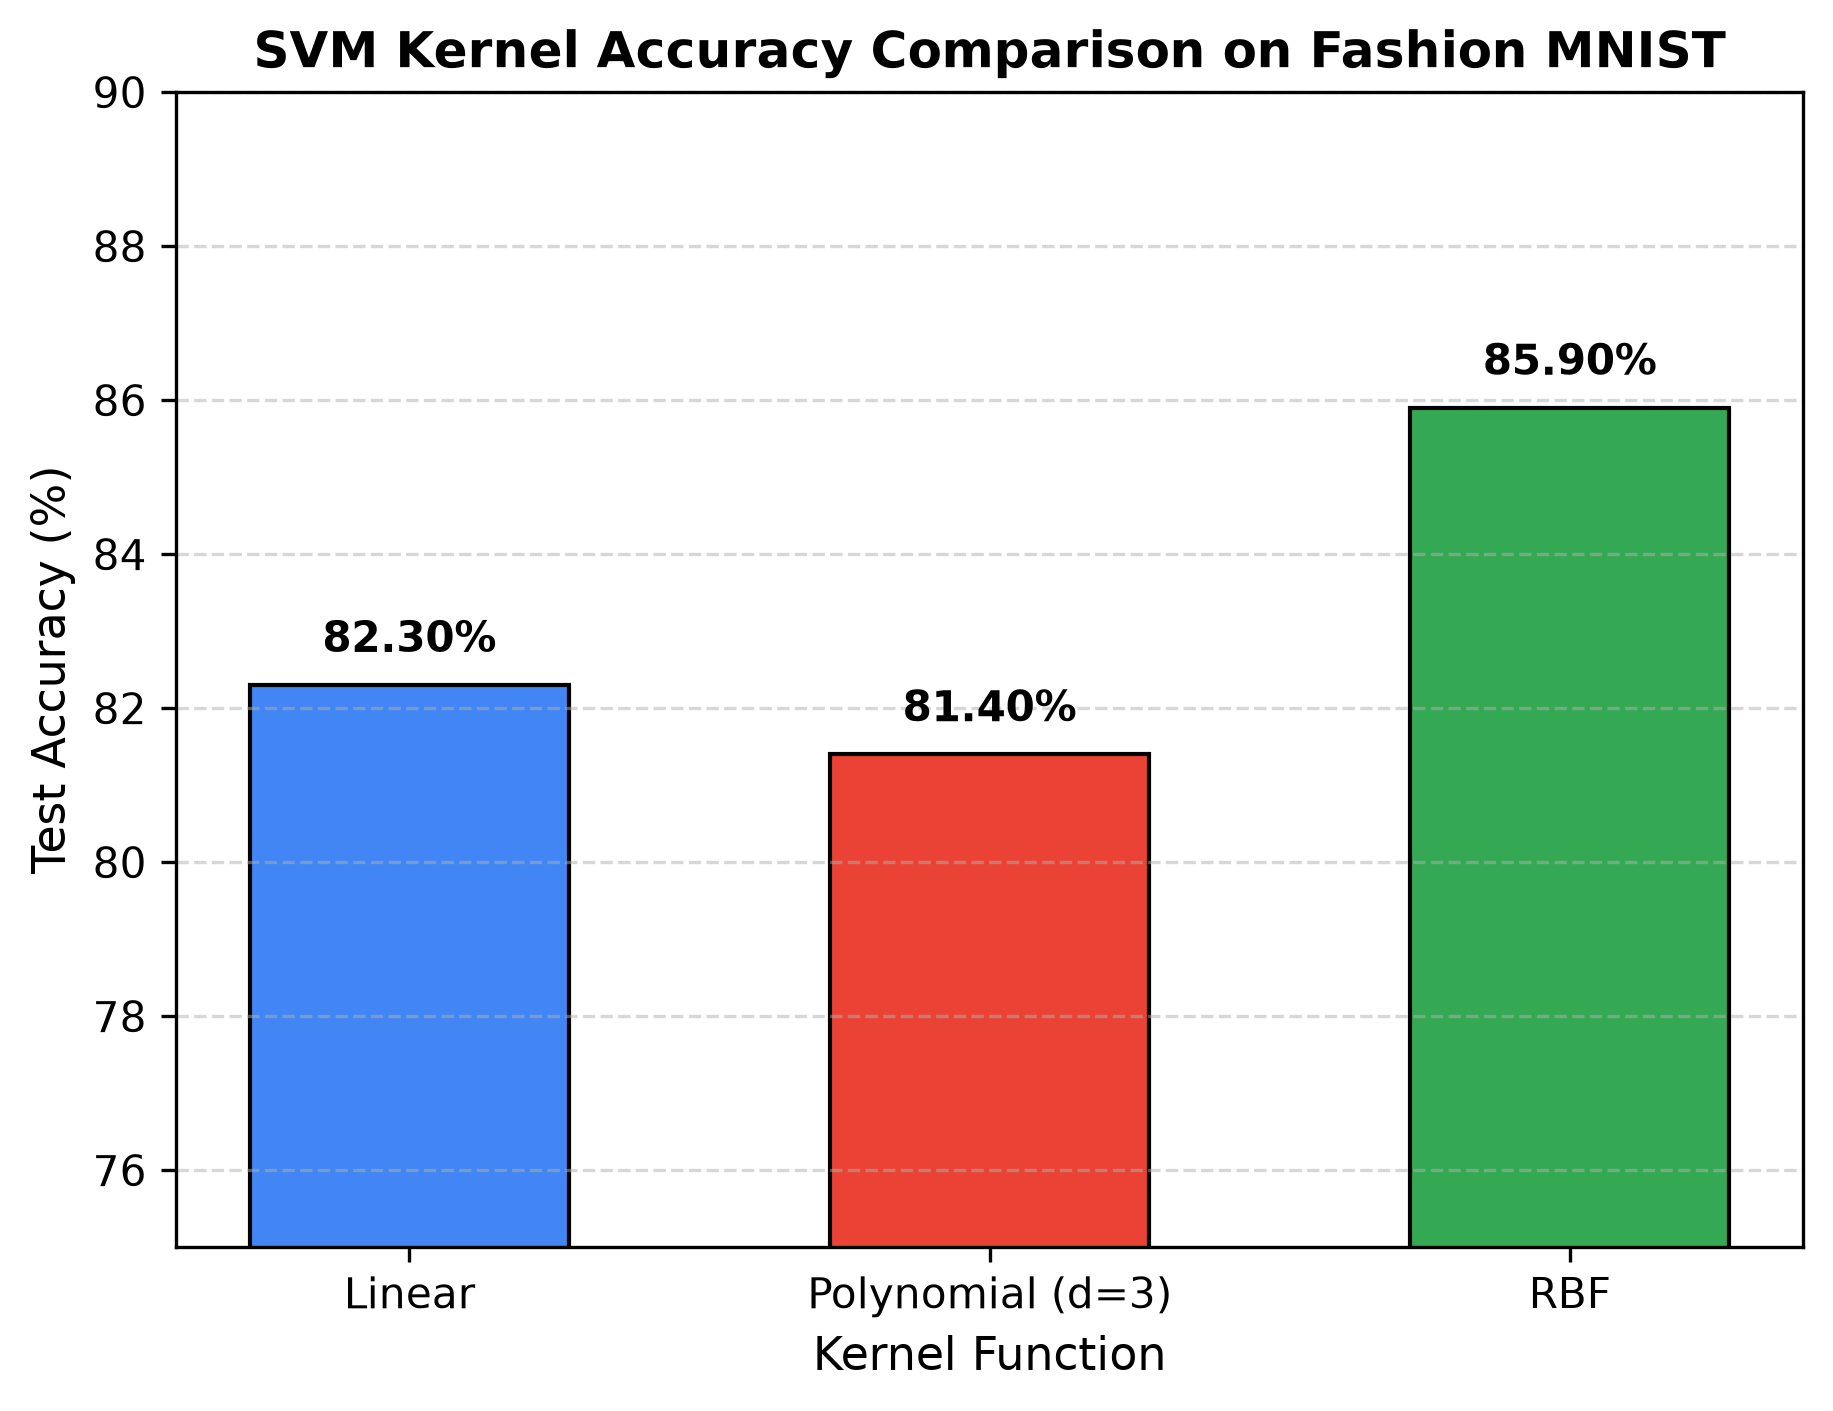 SVM Kernel Accuracy Comparison on Fashion MNIST
90
88
86
84
82
80
78
76
Test Accuracy (%)
82.30%
81.40%
85.90%
Linear
Polynomial (d=3)
RBF
Kernel Function